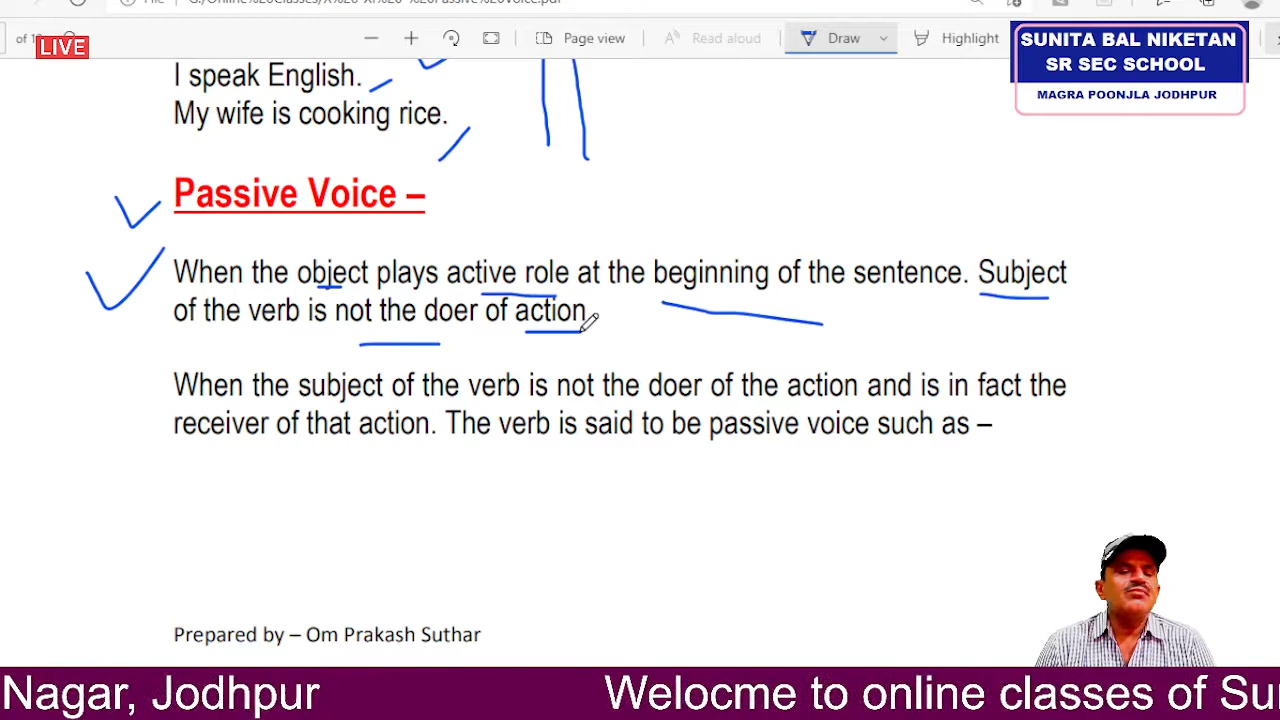 of 1
LIVE
Page view
Read aloud
Draw
Highlight
SUNITA BAL NIKETAN
SR SEC SCHOOL
MAGRA POONJLA JODHPUR
I speak English.
My wife is cooking rice.
Passive Voice –
When the object plays active role at the beginning of the sentence. Subject
of the verb is not the doer of action
When the subject of the verb is not the doer of the action and is in fact the
receiver of that action. The verb is said to be passive voice such as –
Prepared by – Om Prakash Suthar
Nagar, Jodhpur
Welocme to online classes of Su